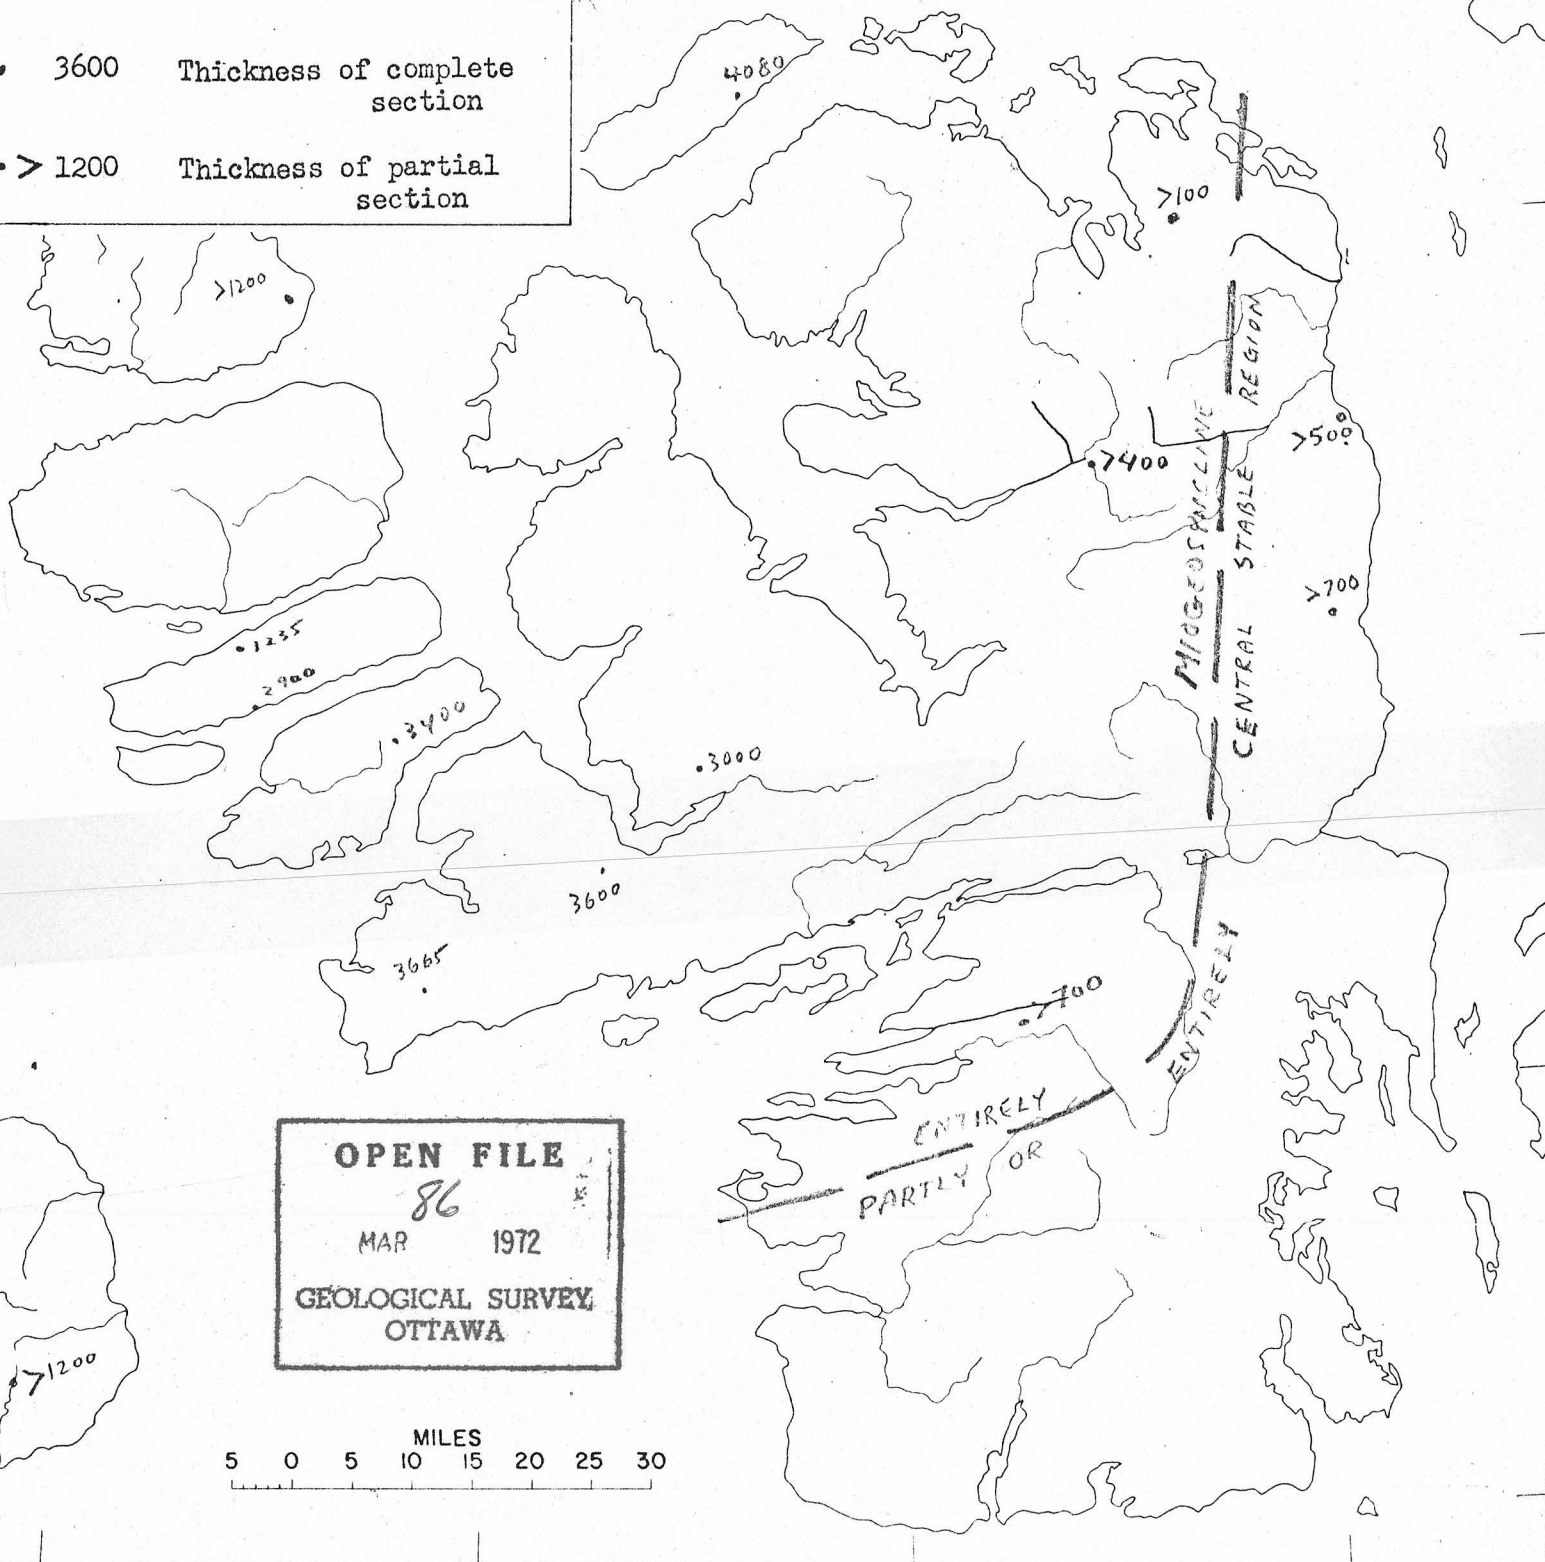 3600 Thickness of complete
section
> 1200 Thickness of partial
section
4080
>100
>1200
REGION
>500
>400
MIOGEOSYNCLINE
CENTRAL STABLE
>700
1235
2900
3400
3000
3600
3665
>700
ENTIRELY
ENTIRELY
PARTLY OR
OPEN FILE
86
MAR 1972
GEOLOGICAL SURVEY
OTTAWA
>1200
MILES
5 0 5 10 15 20 25 30